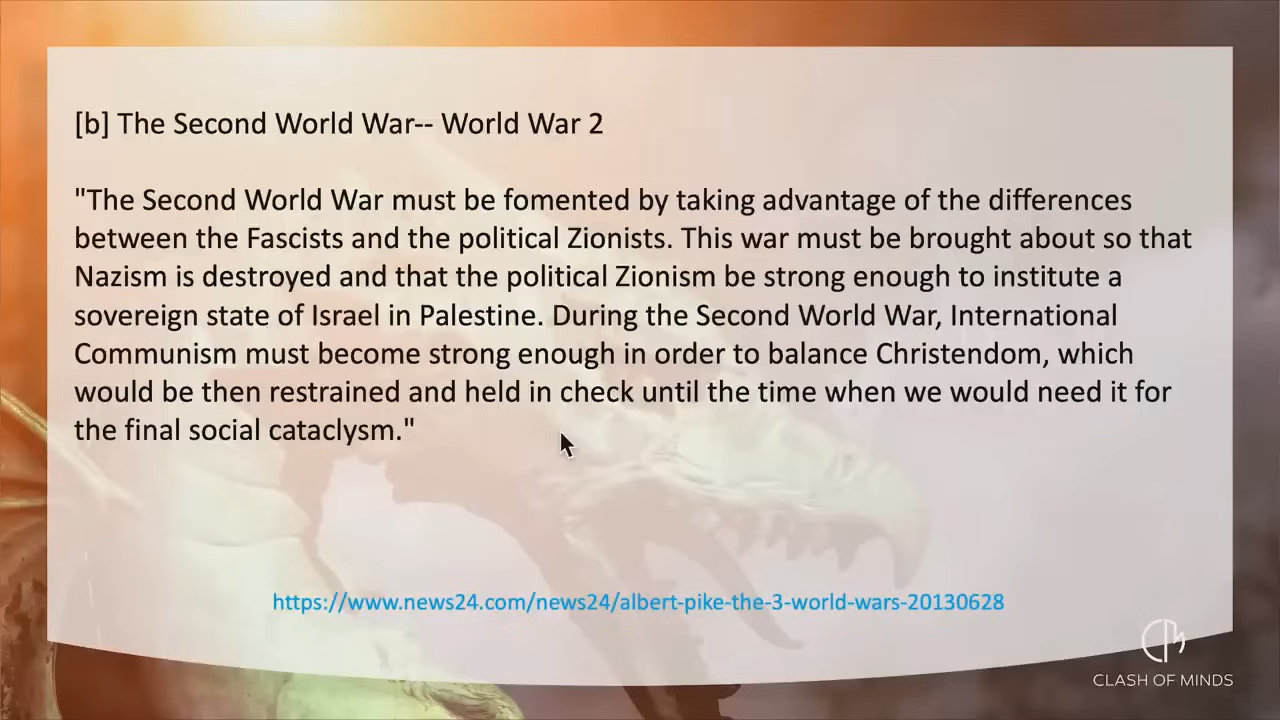 [b] The Second World War-- World War 2
"The Second World War must be fomented by taking advantage of the differences
between the Fascists and the political Zionists. This war must be brought about so that
Nazism is destroyed and that the political Zionism be strong enough to institute a
sovereign state of Israel in Palestine. During the Second World War, International
Communism must become strong enough in order to balance Christendom, which
would be then restrained and held in check until the time when we would need it for
the final social cataclysm."
https://www.news24.com/news24/albert-pike-the-3-world-wars-20130628
CLASH OF MINDS